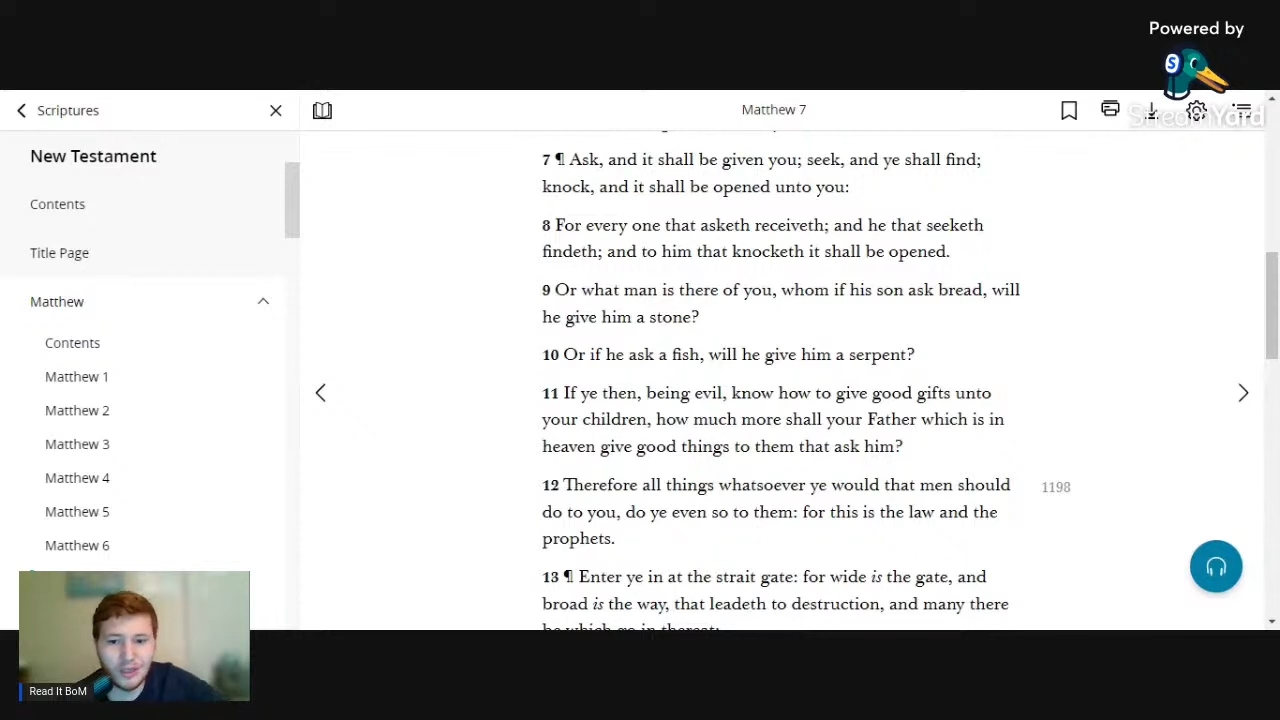 Powered by
StreamYard
Scriptures
Matthew 7
New Testament
Contents
Title Page
Matthew
Contents
Matthew 1
Matthew 2
Matthew 3
Matthew 4
Matthew 5
Matthew 6
7 ¶ Ask, and it shall be given you; seek, and ye shall find;
knock, and it shall be opened unto you:
8 For every one that asketh receiveth; and he that seeketh
findeth; and to him that knocketh it shall be opened.
9 Or what man is there of you, whom if his son ask bread, will
he give him a stone?
10 Or if he ask a fish, will he give him a serpent?
11 If ye then, being evil, know how to give good gifts unto
your children, how much more shall your Father which is in
heaven give good things to them that ask him?
12 Therefore all things whatsoever ye would that men should
do to you, do ye even so to them: for this is the law and the
prophets.
1198
13 ¶ Enter ye in at the strait gate: for wide is the gate, and
broad is the way, that leadeth to destruction, and many there
be which go in thereat:
Read It BoM